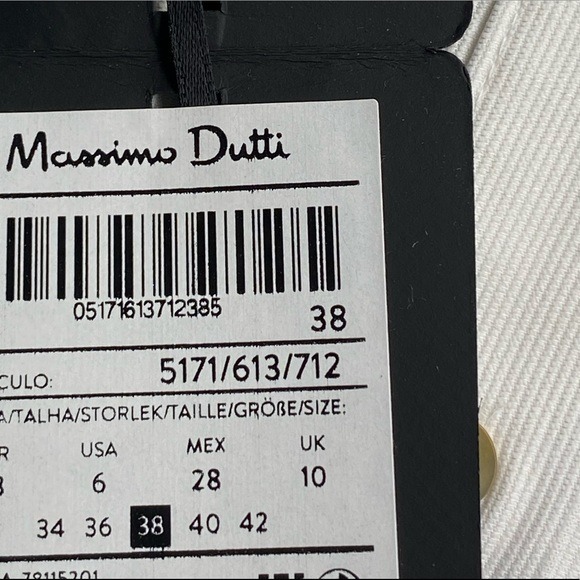 Massimo Dutti
05171613712385
38
CULO: 5171/613/712
A/TALHA/STORLEK/TAILLE/GRÖßE/SIZE:
R USA MEX UK
6 28 10
34 36 38 40 42
78115201